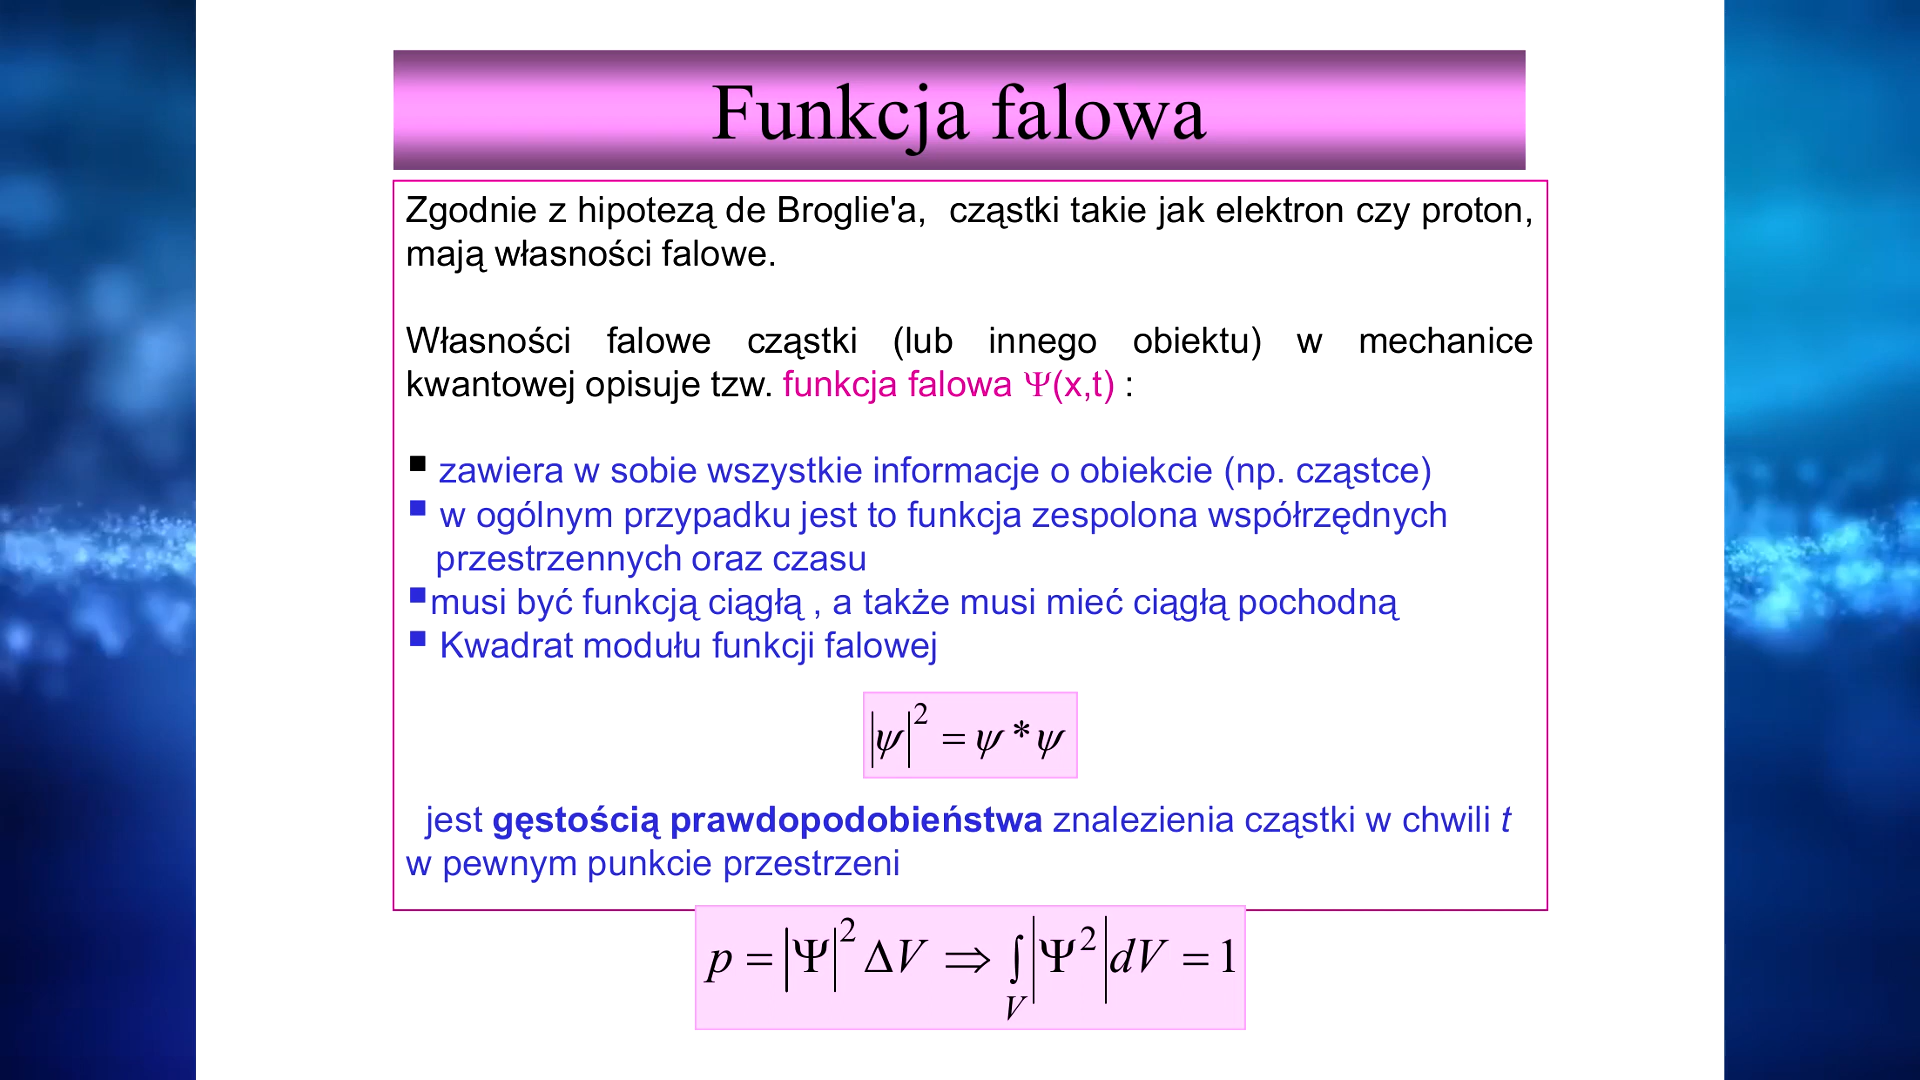 Funkcja falowa
Zgodnie z hipotezą de Broglie'a,  cząstki takie jak elektron czy proton,
mają własności falowe.
Własności falowe cząstki (lub innego obiektu) w mechanice
kwantowej opisuje tzw. funkcja falowa Ψ(x,t) :
▪ zawiera w sobie wszystkie informacje o obiekcie (np. cząstce)
▪ w ogólnym przypadku jest to funkcja zespolona współrzędnych
przestrzennych oraz czasu
▪musi być funkcją ciągłą , a także musi mieć ciągłą pochodną
▪ Kwadrat modułu funkcji falowej
|ψ|² = ψ * ψ
jest gęstością prawdopodobieństwa znalezienia cząstki w chwili t
w pewnym punkcie przestrzeni
p = |Ψ|² ΔV ⇒ ∫_V |Ψ²| dV = 1